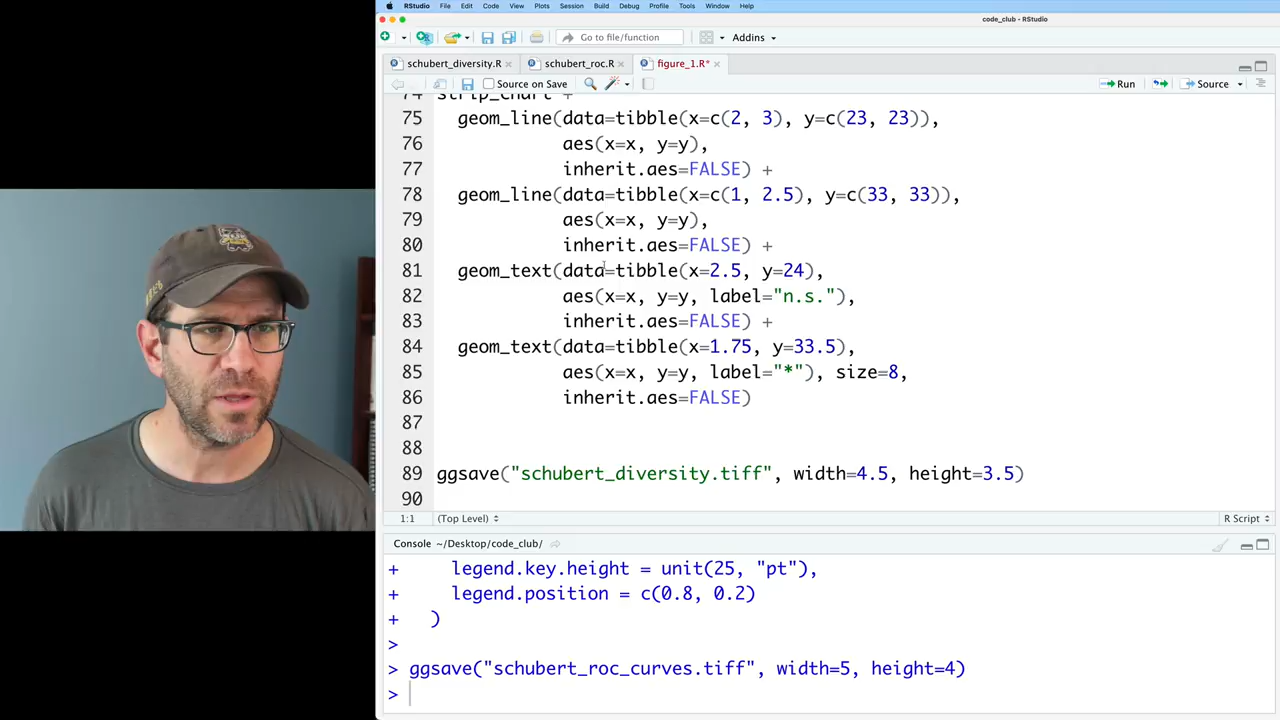 RStudio File Edit Code View Plots Session Build Debug Profile Tools Window Help
code_club - RStudio
Go to file/function Addins
schubert_diversity.R schubert_roc.R figure_1.R*
Source on Save Run Source
74 strip_chart +
75 geom_line(data=tibble(x=c(2, 3), y=c(23, 23)),
76 aes(x=x, y=y),
77 inherit.aes=FALSE) +
78 geom_line(data=tibble(x=c(1, 2.5), y=c(33, 33)),
79 aes(x=x, y=y),
80 inherit.aes=FALSE) +
81 geom_text(data=tibble(x=2.5, y=24),
82 aes(x=x, y=y, label="n.s."),
83 inherit.aes=FALSE) +
84 geom_text(data=tibble(x=1.75, y=33.5),
85 aes(x=x, y=y, label="*"), size=8,
86 inherit.aes=FALSE)
87
88
89 ggsave("schubert_diversity.tiff", width=4.5, height=3.5)
90
1:1 (Top Level) R Script
Console ~/Desktop/code_club/
+ legend.key.height = unit(25, "pt"),
+ legend.position = c(0.8, 0.2)
+ )
>
> ggsave("schubert_roc_curves.tiff", width=5, height=4)
>